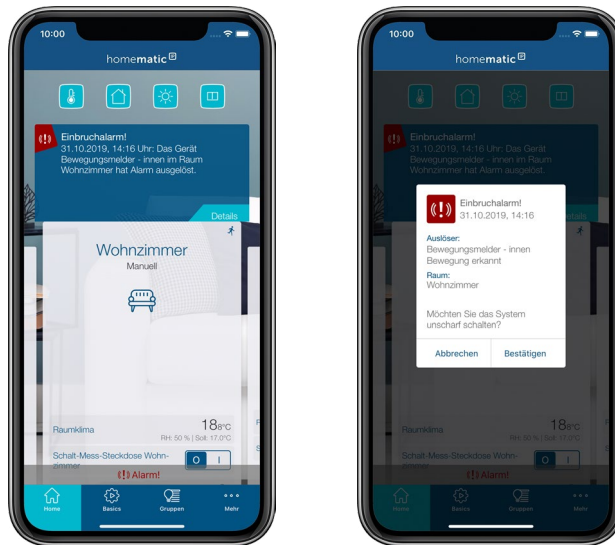 10:00
homematic IP
Einbruchalarm!
31.10.2019, 14:16 Uhr: Das Gerät
Bewegungsmelder - innen im Raum
Wohnzimmer hat Alarm ausgelöst.
Details
Wohnzimmer
Manuell
Raumklima
18,8°C
RH: 50 % | Soll: 17.0°C
Schalt-Mess-Steckdose Wohn-
zimmer
O I
Alarm!
Home Basics Gruppen Mehr
10:00
homematic IP
Einbruchalarm!
31.10.2019, 14:16 Uhr: Das Gerät
Bewegungsmelder - innen im Raum
Wohnzimmer hat Alarm ausgelöst.
Details
Einbruchalarm!
31.10.2019, 14:16
Auslöser:
Bewegungsmelder - innen
Bewegung erkannt
Raum:
Wohnzimmer
Möchten Sie das System
unscharf schalten?
Abbrechen Bestätigen
Raumklima
18,8°C
RH: 50 % | Soll: 17.0°C
Schalt-Mess-Steckdose Wohn-
zimmer
O I
Alarm!
Home Basics Gruppen Mehr